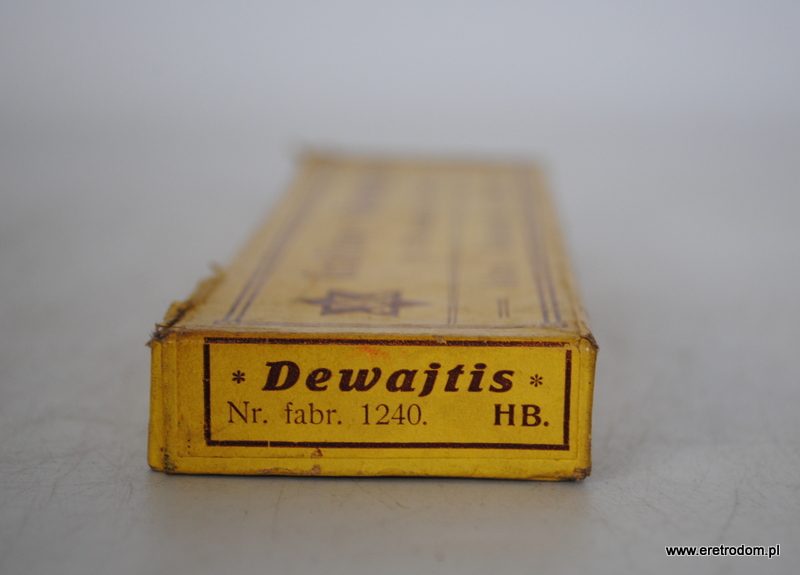 * Dewajtis *
Nr. fabr. 1240. HB.
www.eretrodom.pl